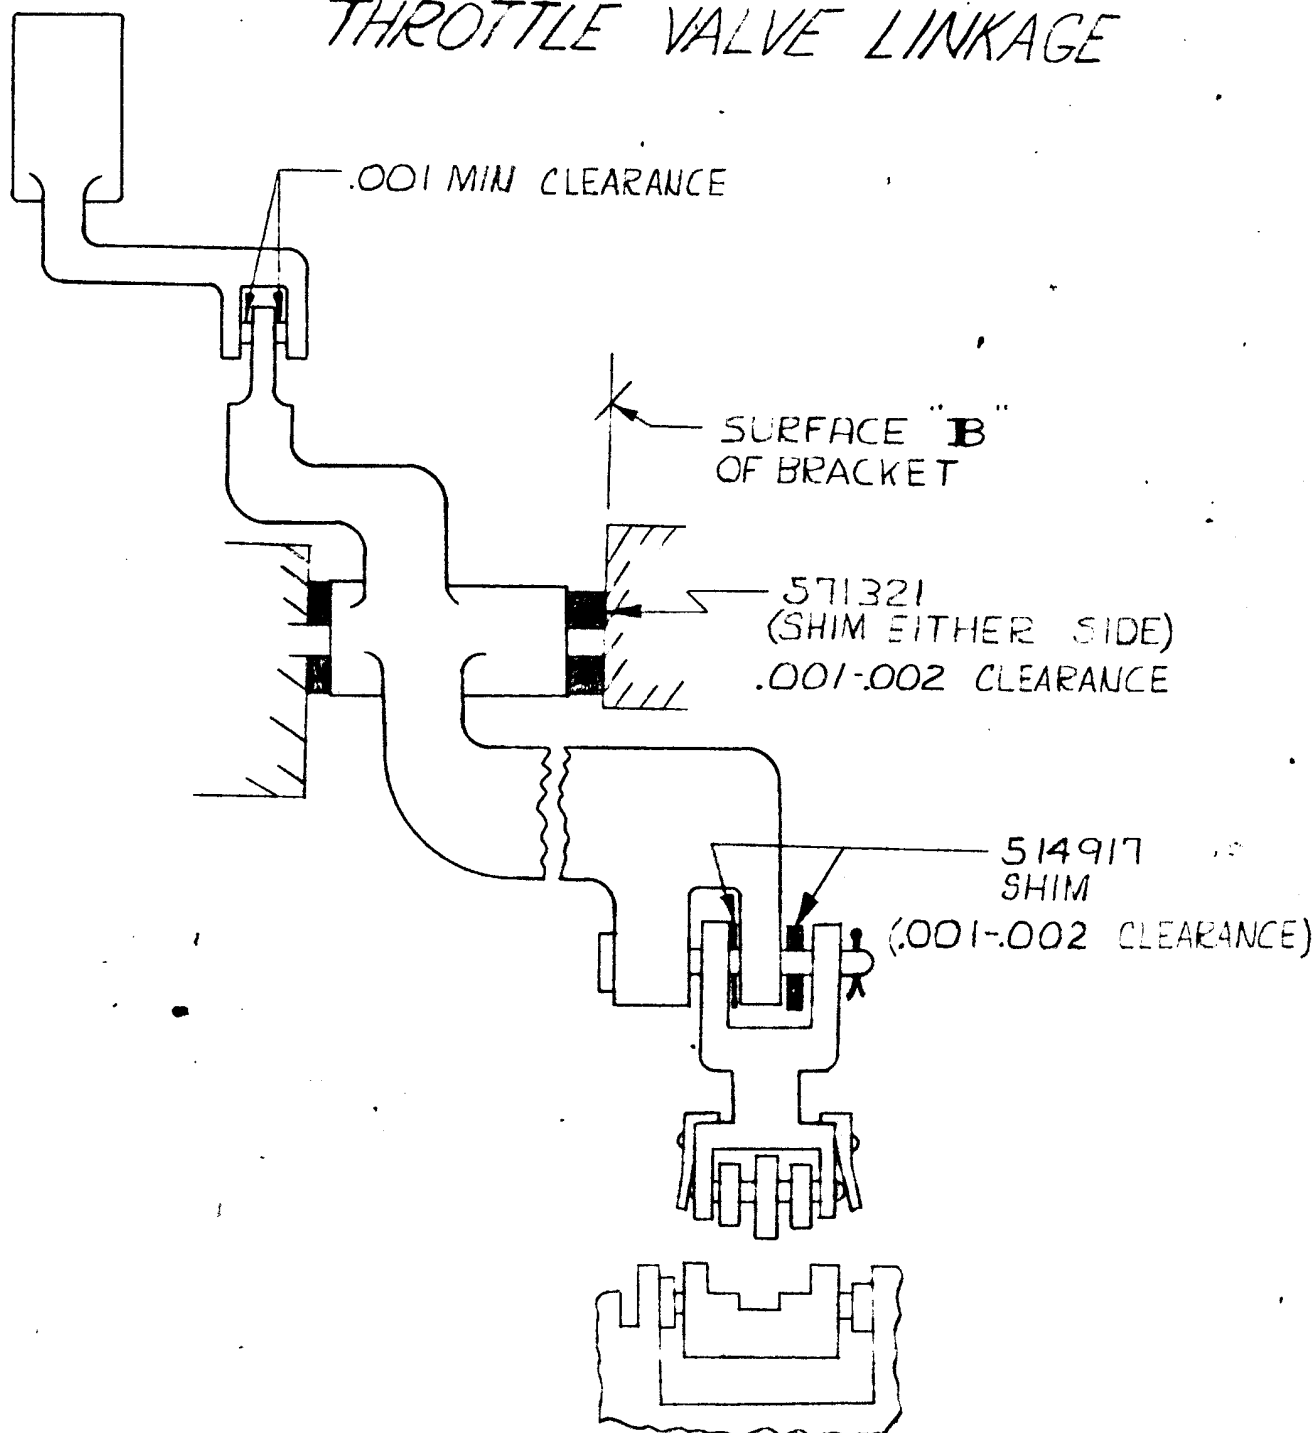 THROTTLE VALVE LINKAGE
.001 MIN CLEARANCE
SURFACE "B"
OF BRACKET
571321
(SHIM EITHER SIDE)
.001-.002 CLEARANCE
514917
SHIM
(.001-.002 CLEARANCE)